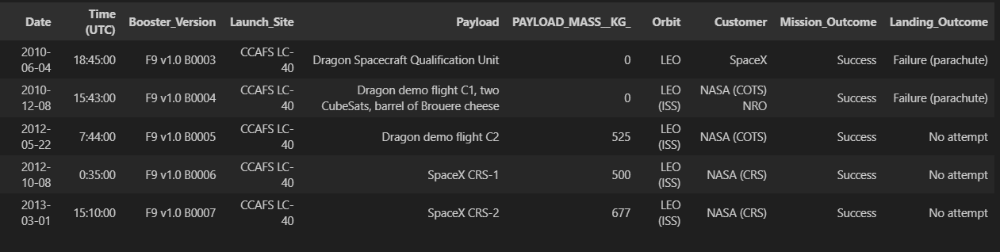 Date Time (UTC) Booster_Version Launch_Site Payload PAYLOAD_MASS__KG_ Orbit Customer Mission_Outcome Landing_Outcome
2010-06-04 18:45:00 F9 v1.0 B0003 CCAFS LC-40 Dragon Spacecraft Qualification Unit 0 LEO SpaceX Success Failure (parachute)
2010-12-08 15:43:00 F9 v1.0 B0004 CCAFS LC-40 Dragon demo flight C1, two CubeSats, barrel of Brouere cheese 0 LEO (ISS) NASA (COTS) NRO Success Failure (parachute)
2012-05-22 7:44:00 F9 v1.0 B0005 CCAFS LC-40 Dragon demo flight C2 525 LEO (ISS) NASA (COTS) Success No attempt
2012-10-08 0:35:00 F9 v1.0 B0006 CCAFS LC-40 SpaceX CRS-1 500 LEO (ISS) NASA (CRS) Success No attempt
2013-03-01 15:10:00 F9 v1.0 B0007 CCAFS LC-40 SpaceX CRS-2 677 LEO (ISS) NASA (CRS) Success No attempt